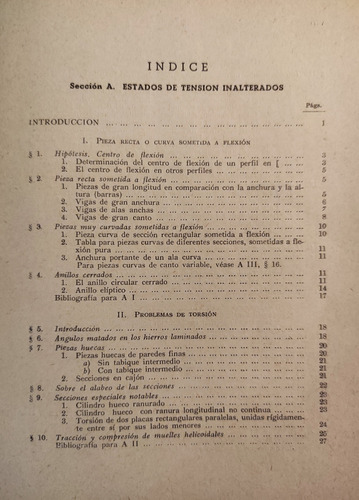 INDICE
Sección A. ESTADOS DE TENSION INALTERADOS
Págs.
INTRODUCCION ... 1
I. PIEZA RECTA O CURVA SOMETIDA A FLEXIÓN
§ 1. Hipótesis. Centro de flexión ... 3
1. Determinación del centro de flexión de un perfil en [ ... 3
2. El centro de flexión en otros perfiles ... 5
§ 2. Pieza recta sometida a flexión ... 5
1. Piezas de gran longitud en comparación con la anchura y la al-
tura (barras) ... 5
2. Vigas de gran anchura ... 6
3. Vigas de alas anchas ... 7
4. Vigas de gran canto ... 8
§ 3. Piezas muy curvadas sometidas a flexión ... 10
1. Pieza curva de sección rectangular sometida a flexión ... 10
2. Tabla para piezas curvas de diferentes secciones, sometidas a fle-
xión pura ... 11
3. Anchura portante de un ala curva ... 11
Para piezas curvas de canto variable, véase A III, § 16.
§ 4. Anillos cerrados ... 11
1. El anillo circular cerrado ... 11
2. Anillo elíptico ... 14
Bibliografía para A I ... 17
II. PROBLEMAS DE TORSIÓN
§ 5. Introducción ... 18
§ 6. Angulos matados en los hierros laminados ... 18
§ 7. Piezas huecas ... 20
1. Piezas huecas de paredes finas ... 20
a) Sin tabique intermedio ... 20
b) Con tabique intermedio ... 21
2. Secciones en cajón ... 21
§ 8. Sobre el alabeo de las secciones ... 22
§ 9. Secciones especiales notables ... 22
1. Cilindro hueco ranurado ... 23
2. Cilindro hueco con ranura longitudinal no continua ... 23
3. Torsión de dos placas rectangulares paralelas, unidas rígidamen-
te entre sí por sus lados menores ... 24
§ 10. Tracción y compresión de muelles helicoidales ... 25
Bibliografía para A II ... 27